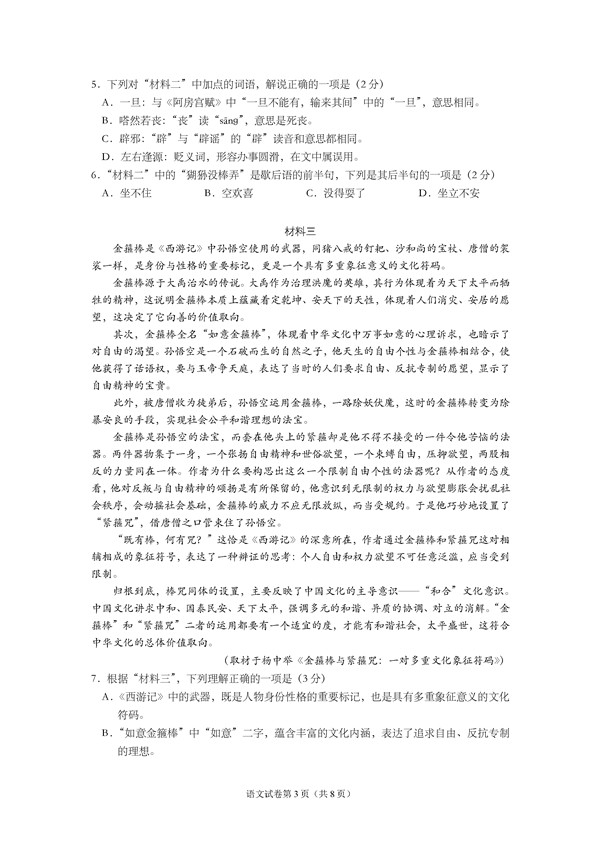 5．下列对“材料二”中加点的词语，解说正确的一项是（2 分）
A．一旦：与《阿房宫赋》中“一旦不能有，输来其间”中的“一旦”，意思相同。
B．嗒然若丧：“丧”读“sāng”，意思是死丧。
C．辟邪：“辟”与“辟谣”的“辟”读音和意思都相同。
D．左右逢源：贬义词，形容办事圆滑，在文中属误用。
6．“材料二”中的“猢狲没棒弄”是歇后语的前半句，下列是其后半句的一项是（2 分）
A．坐不住 B．空欢喜 C．没得耍了 D．坐立不安
材料三
金箍棒是《西游记》中孙悟空使用的武器，同猪八戒的钉耙、沙和尚的宝杖、唐僧的袈
裟一样，是身份与性格的重要标记，更是一个具有多重象征意义的文化符码。
金箍棒源于大禹治水的传说。大禹作为治理洪魔的英雄，其行为体现着为天下太平而牺
牲的精神，这说明金箍棒本质上蕴藏着定乾坤、安天下的天性，体现着人们消灾、安居的愿
望，这决定了它向善的价值取向。
其次，金箍棒全名“如意金箍棒”，体现着中华文化中万事如意的心理诉求，也暗示了
对自由的渴望。孙悟空是一个石破而生的自然之子，他天生的自由个性与金箍棒相结合，使
他获得了话语权，要与玉帝争天庭，表达了当时的人们要求自由、反抗专制的愿望，显示了
自由精神的宝贵。
此外，被唐僧收为徒弟后，孙悟空运用金箍棒，一路除妖伏魔，这时的金箍棒转变为除
暴安良的手段，实现社会公平和谐理想的法宝。
金箍棒是孙悟空的法宝，而套在他头上的紧箍却是他不得不接受的一件令他苦恼的法
器。两件器物集于一身，一个张扬自由精神和世俗欲望，一个束缚自由，压抑欲望，两股相
反的力量同在一体。作者为什么要构思出这么一个限制自由个性的法器呢？从作者的态度
看，他对反叛与自由精神的颂扬是有所保留的，他意识到无限制的权力与欲望膨胀会扰乱社
会秩序，会动摇社会基础，金箍棒的威力不应无限放纵，而当受规约。于是他巧妙地设置了
“紧箍咒”，借唐僧之口管束住了孙悟空。
“既有棒，何有咒？”这恰是《西游记》的深意所在，作者通过金箍棒和紧箍咒这对相
辅相成的象征符号，表达了一种辩证的思考：个人自由和权力欲望不可任意泛滥，应当受到
限制。
归根到底，棒咒同体的设置，主要反映了中国文化的主导意识——“和合”文化意识。
中国文化讲求中和、国泰民安、天下太平，强调多元的和谐、异质的协调、对立的消解。“金
箍棒”和“紧箍咒”二者的运用都要有一个适宜的度，才能有和谐社会，太平盛世，这符合
中华文化的总体价值取向。
（取材于杨中举《金箍棒与紧箍咒：一对多重文化象征符码》）
7．根据“材料三”，下列理解正确的一项是（3 分）
A．《西游记》中的武器，既是人物身份性格的重要标记，也是具有多重象征意义的文化
符码。
B．“如意金箍棒”中“如意”二字，蕴含丰富的文化内涵，表达了追求自由、反抗专制
的理想。
语文试卷第 3 页（共 8 页）